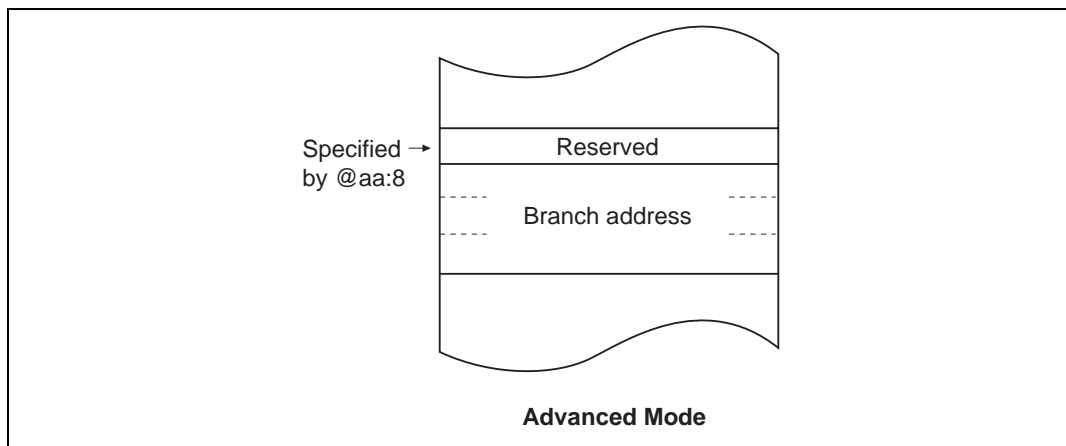 Reserved
Specified →
by @aa:8
Branch address
Advanced Mode